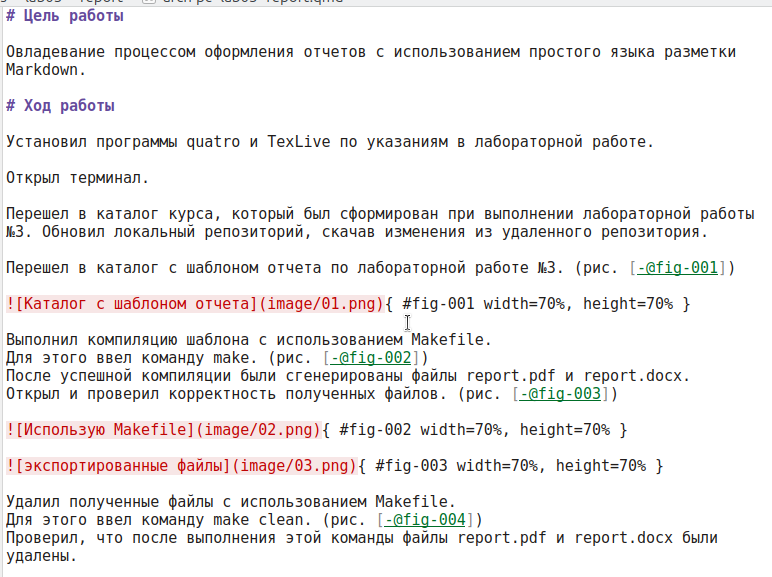 # Цель работы
Овладевание процессом оформления отчетов с использованием простого языка разметки
Markdown.
# Ход работы
Установил программы quatro и TexLive по указаниям в лабораторной работе.
Открыл терминал.
Перешел в каталог курса, который был сформирован при выполнении лабораторной работы
№3. Обновил локальный репозиторий, скачав изменения из удаленного репозитория.
Перешел в каталог с шаблоном отчета по лабораторной работе №3. (рис. [-@fig-001])
![Каталог с шаблоном отчета](image/01.png){ #fig-001 width=70%, height=70% }
Выполнил компиляцию шаблона с использованием Makefile.
Для этого ввел команду make. (рис. [-@fig-002])
После успешной компиляции были сгенерированы файлы report.pdf и report.docx.
Открыл и проверил корректность полученных файлов. (рис. [-@fig-003])
![Использую Makefile](image/02.png){ #fig-002 width=70%, height=70% }
![экспортированные файлы](image/03.png){ #fig-003 width=70%, height=70% }
Удалил полученные файлы с использованием Makefile.
Для этого ввел команду make clean. (рис. [-@fig-004])
Проверил, что после выполнения этой команды файлы report.pdf и report.docx были
удалены.